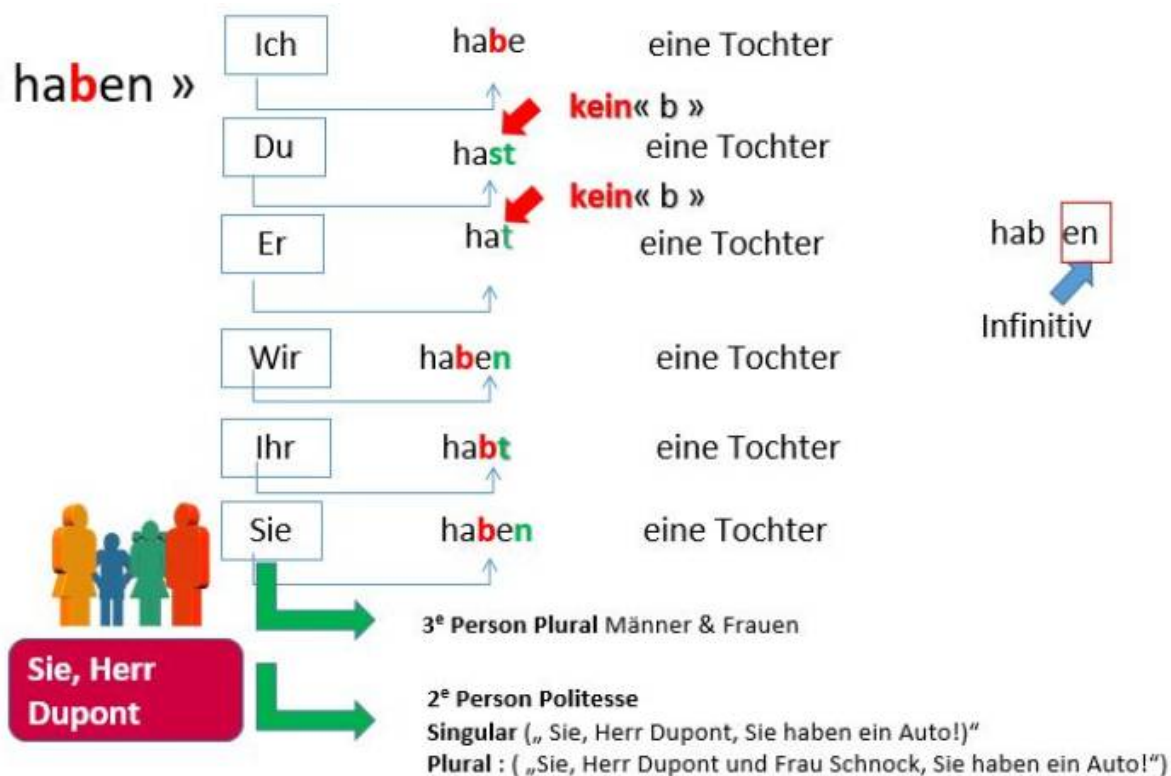 haben »
Ich habe eine Tochter
kein« b »
Du hast eine Tochter
kein« b »
Er hat eine Tochter
hab en
Infinitiv
Wir haben eine Tochter
Ihr habt eine Tochter
Sie haben eine Tochter
3e Person Plural Männer & Frauen
Sie, Herr
Dupont
2e Person Politesse
Singular („ Sie, Herr Dupont, Sie haben ein Auto!)“
Plural : ( „Sie, Herr Dupont und Frau Schnock, Sie haben ein Auto!“)